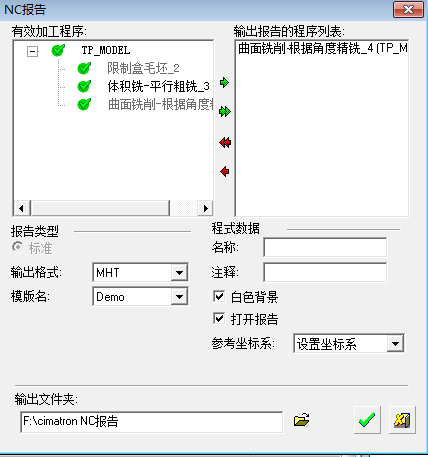 NC报告
有效加工程序:
TP_MODEL
限制盒毛坯_2
体积铣-平行粗铣_3
曲面铣削-根据角度精
输出报告的程序列表:
曲面铣削-根据角度精铣_4 (TP_M
报告类型
标准
输出格式:
MHT
模版名:
Demo
程式数据
名称:
注释:
白色背景
打开报告
参考坐标系:
设置坐标系
输出文件夹:
F:\cimatron NC报告